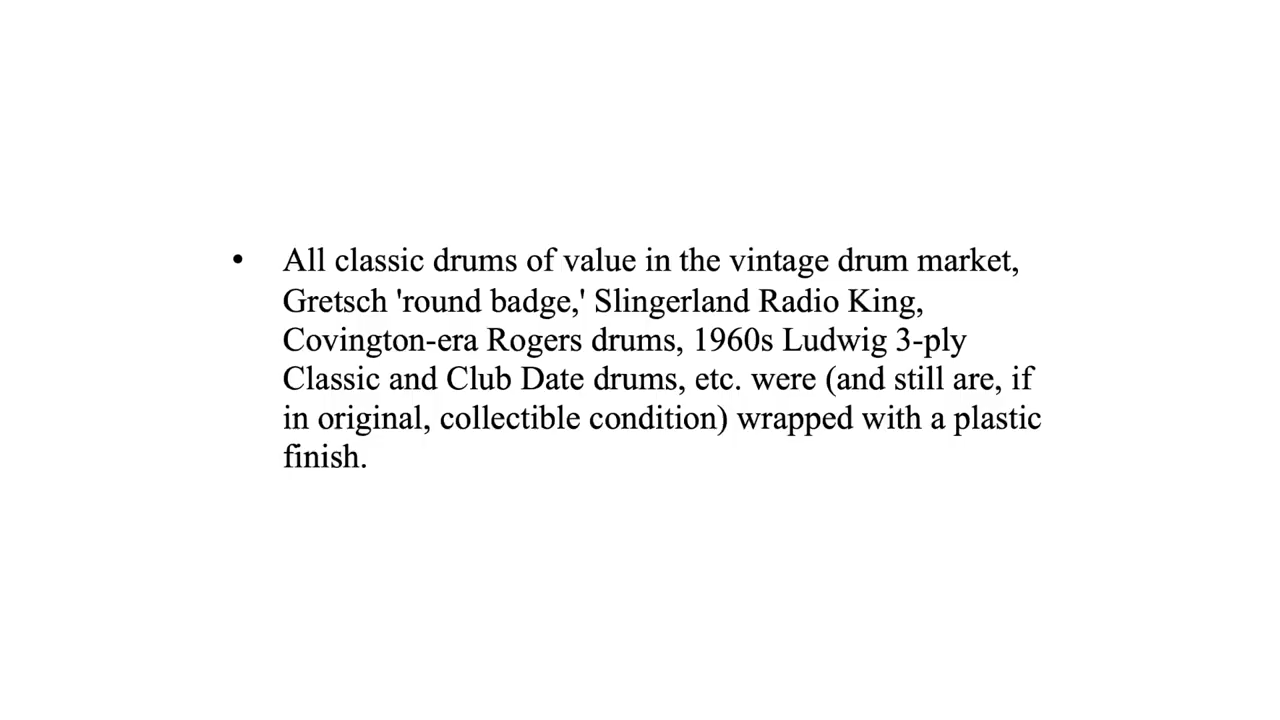 • All classic drums of value in the vintage drum market,
Gretsch 'round badge,' Slingerland Radio King,
Covington-era Rogers drums, 1960s Ludwig 3-ply
Classic and Club Date drums, etc. were (and still are, if
in original, collectible condition) wrapped with a plastic
finish.